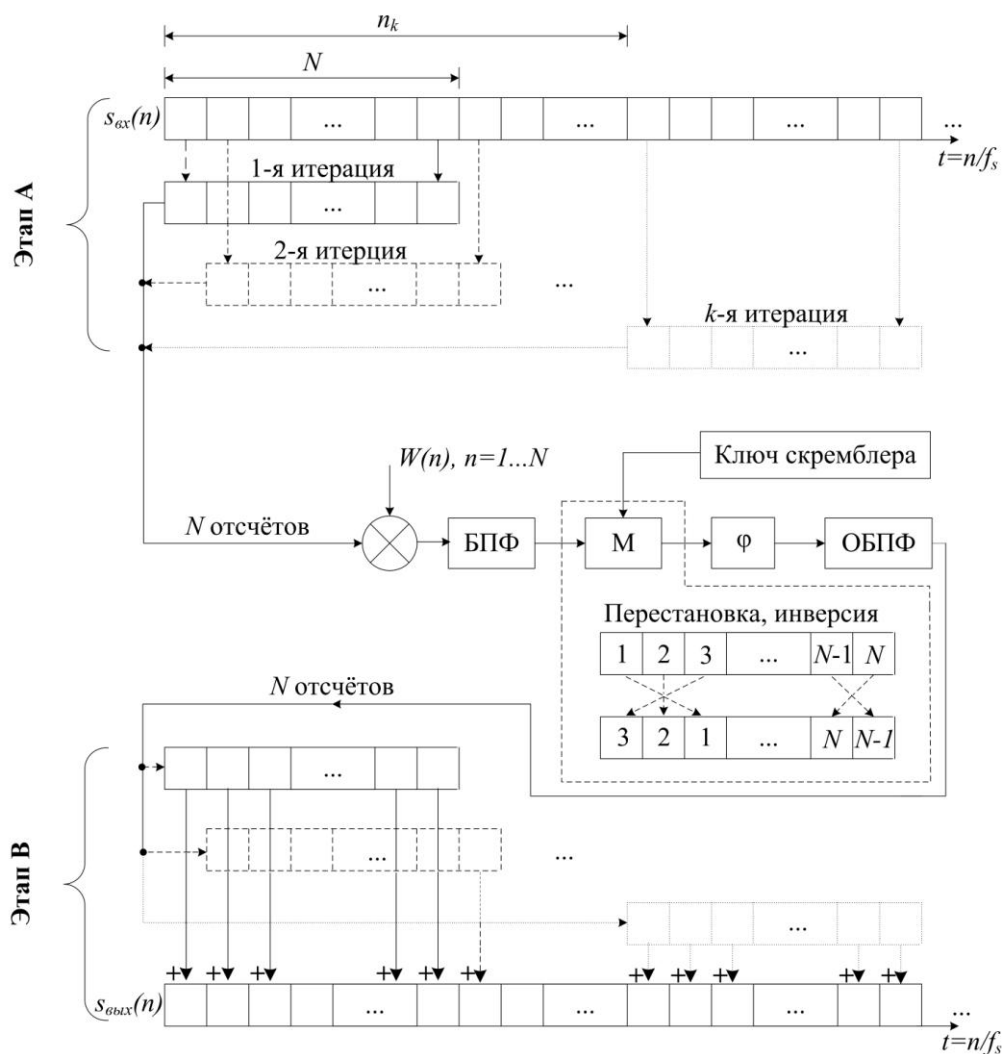 n_k
N
s_вх(n)
...
...
...
...
t=n/f_s
1-я итерация
...
Этап A
2-я итерция
...
...
k-я итерация
...
W(n), n=1...N
Ключ скремблера
N отсчётов
БПФ
М
φ
ОБПФ
Перестановка, инверсия
1 2 3 ... N-1 N
3 2 1 ... N N-1
N отсчётов
...
Этап B
...
...
...
+ + + + + + + + + + +
s_вых(n)
...
...
...
...
t=n/f_s